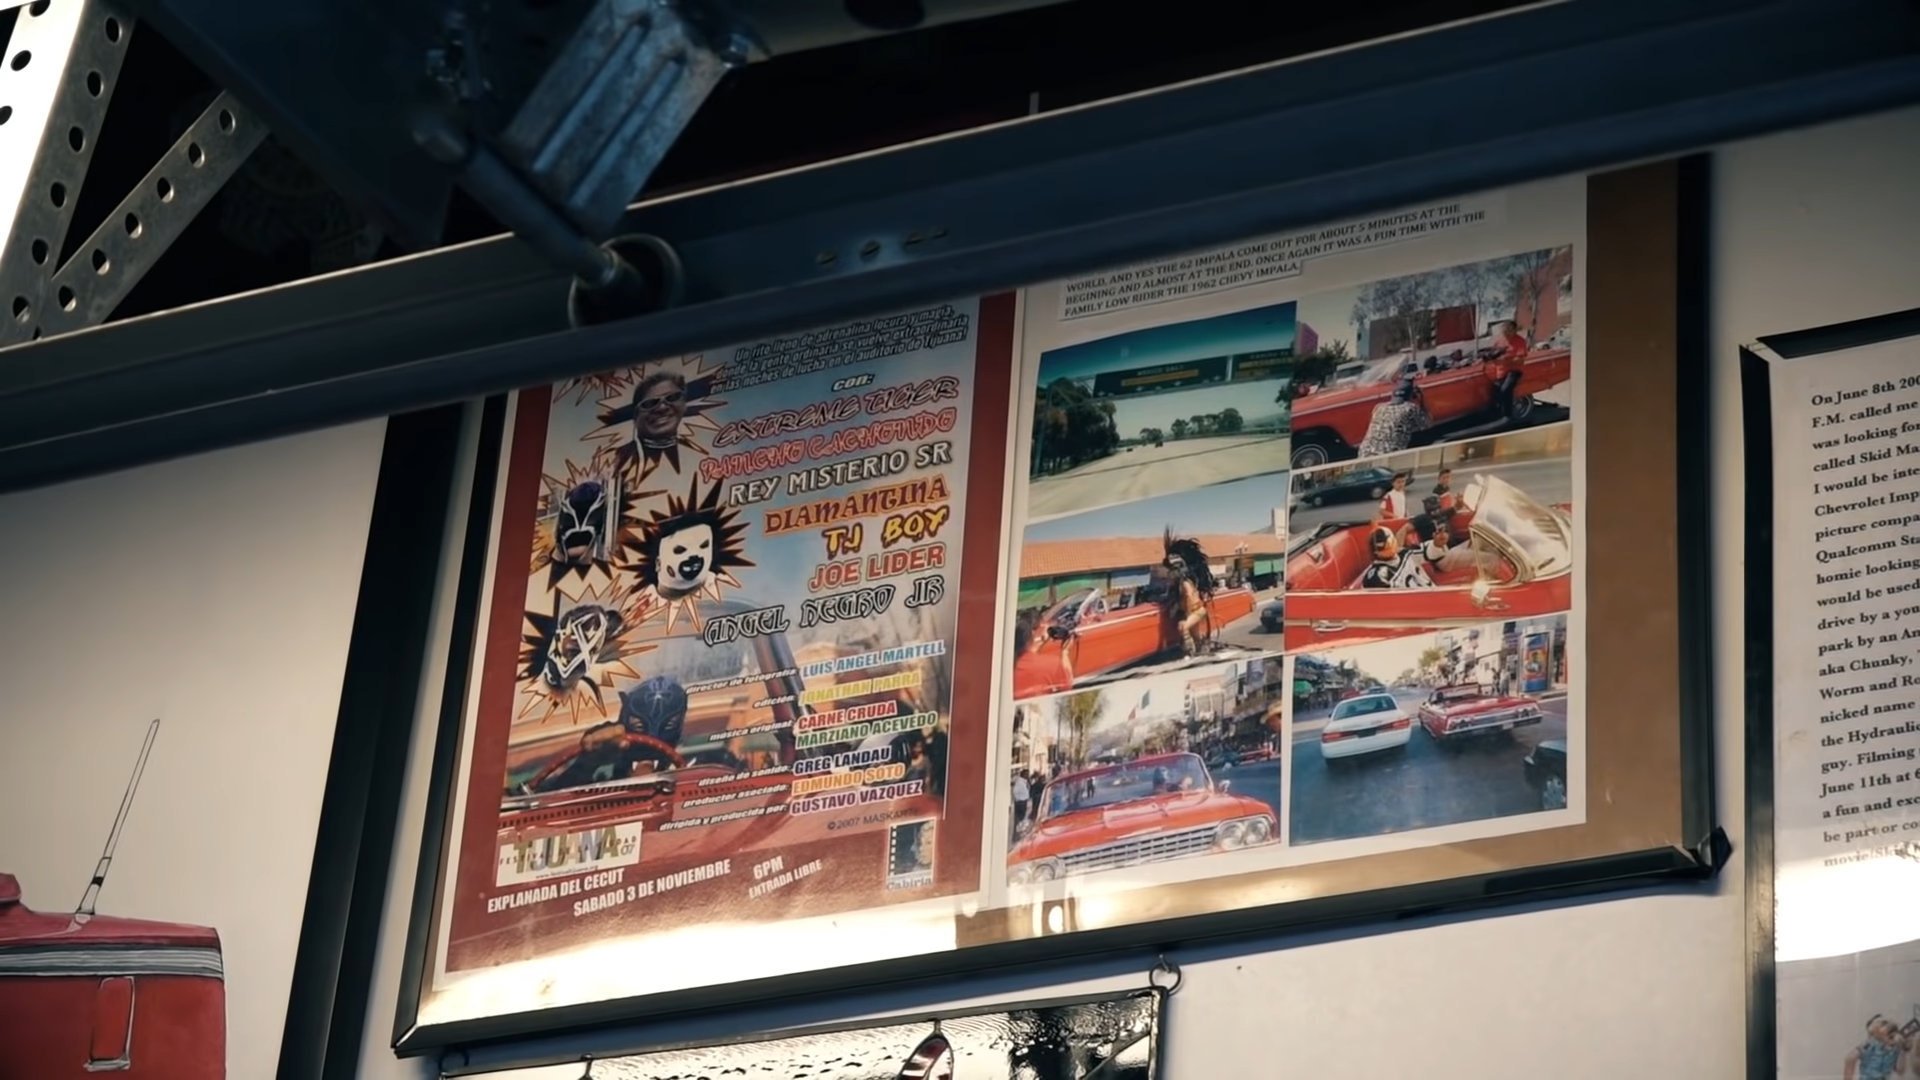 Un rito lleno de adrenalina locura y magia,
donde la gente ordinaria se vuelve extraordinaria
en las noches de lucha en el auditorio de Tijuana!
con:
EXTREME TIGER
PANCHO CACHONDO
REY MISTERIO SR
DIAMANTINA
TJ BOY
JOE LIDER
ANGEL NEGRO JR
director de fotografía: LUIS ANGEL MARTELL
edición: JONATHAN PARRA
música original: CARNE CRUDA
MARZIANO ACEVEDO
diseño de sonido: GREG LANDAU
productor asociado: EDMUNDO SOTO
dirigida y producida por: GUSTAVO VAZQUEZ
©2007
TIJUANA
07
EXPLANADA DEL CECUT
SABADO 3 DE NOVIEMBRE
6PM
ENTRADA LIBRE
Cabiria
WORLD, AND YES THE 62 IMPALA COME OUT FOR ABOUT 5 MINUTES AT THE
BEGINING AND ALMOST AT THE END. ONCE AGAIN IT WAS A FUN TIME WITH THE
FAMILY LOW RIDER THE 1962 CHEVY IMPALA.
On June 8th
F.M. called me
was looking for
called Skid
I would be
Chevrolet
picture
Qualcomm
homie looking
would be used
drive by a
park by an
aka Chunky,
Worm and
nicked name
the
guy. Filming
June 11th at
a fun and
be part or